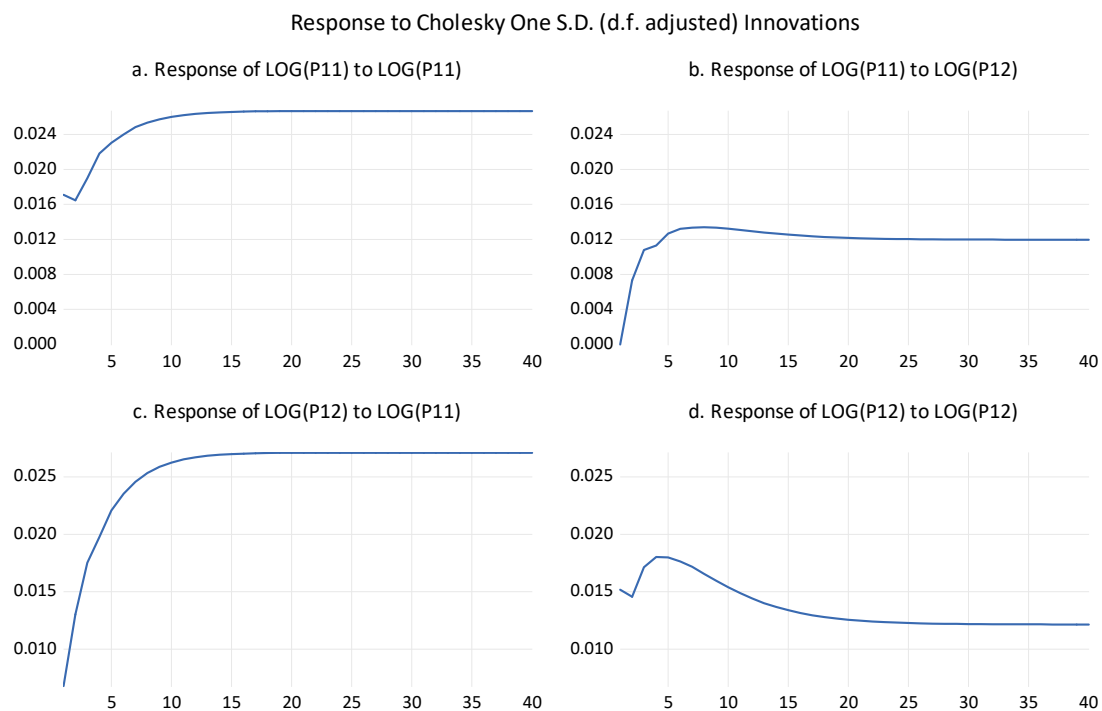 Response to Cholesky One S.D. (d.f. adjusted) Innovations
a. Response of LOG(P11) to LOG(P11)
0.024
0.020
0.016
0.012
0.008
0.004
0.000
5 10 15 20 25 30 35 40
b. Response of LOG(P11) to LOG(P12)
0.024
0.020
0.016
0.012
0.008
0.004
0.000
5 10 15 20 25 30 35 40
c. Response of LOG(P12) to LOG(P11)
0.025
0.020
0.015
0.010
5 10 15 20 25 30 35 40
d. Response of LOG(P12) to LOG(P12)
0.025
0.020
0.015
0.010
5 10 15 20 25 30 35 40